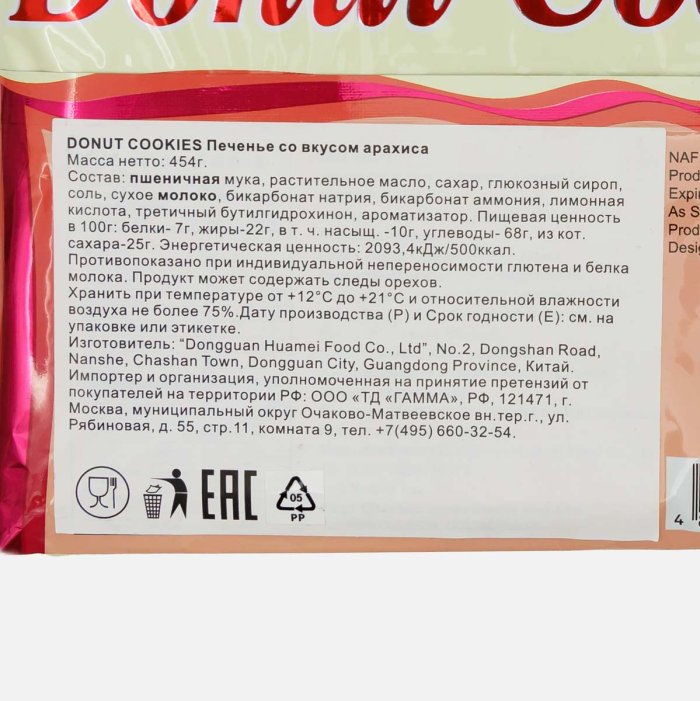 Donut Co
DONUT COOKIES Печенье со вкусом арахиса
Масса нетто: 454г.
Состав: пшеничная мука, растительное масло, сахар, глюкозный сироп,
соль, сухое молоко, бикарбонат натрия, бикарбонат аммония, лимонная
кислота, третичный бутилгидрохинон, ароматизатор. Пищевая ценность
в 100г: белки- 7г, жиры-22г, в т. ч. насыщ. -10г, углеводы- 68г, из кот.
сахара-25г. Энергетическая ценность: 2093,4кДж/500ккал.
Противопоказано при индивидуальной непереносимости глютена и белка
молока. Продукт может содержать следы орехов.
Хранить при температуре от +12°С до +21°С и относительной влажности
воздуха не более 75%.Дату производства (Р) и Срок годности (Е): см. на
упаковке или этикетке.
Изготовитель: “Dongguan Huamei Food Co., Ltd”, No.2, Dongshan Road,
Nanshe, Chashan Town, Dongguan City, Guangdong Province, Китай.
Импортер и организация, уполномоченная на принятие претензий от
покупателей на территории РФ: ООО «ТД «ГАММА», РФ, 121471, г.
Москва, муниципальный округ Очаково-Матвеевское вн.тер.г., ул.
Рябиновая, д. 55, стр.11, комната 9, тел. +7(495) 660-32-54.
EAC
05
PP
NAF
Prod
Expi
As S
Prod
Desi
4